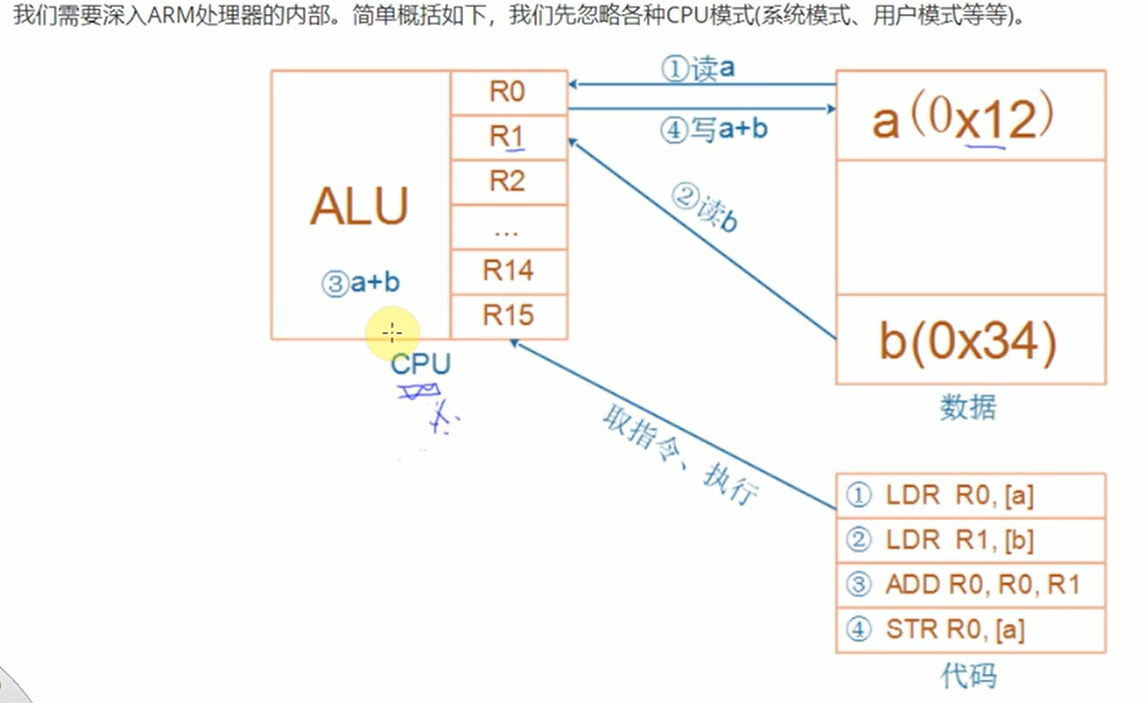 我们需要深入ARM处理器的内部。简单概括如下，我们先忽略各种CPU模式(系统模式、用户模式等等)。
ALU
③a+b
R0
R1
R2
...
R14
R15
CPU
①读a
④写a+b
②读b
取指令、执行
a(0x12)
b(0x34)
数据
① LDR R0, [a]
② LDR R1, [b]
③ ADD R0, R0, R1
④ STR R0, [a]
代码